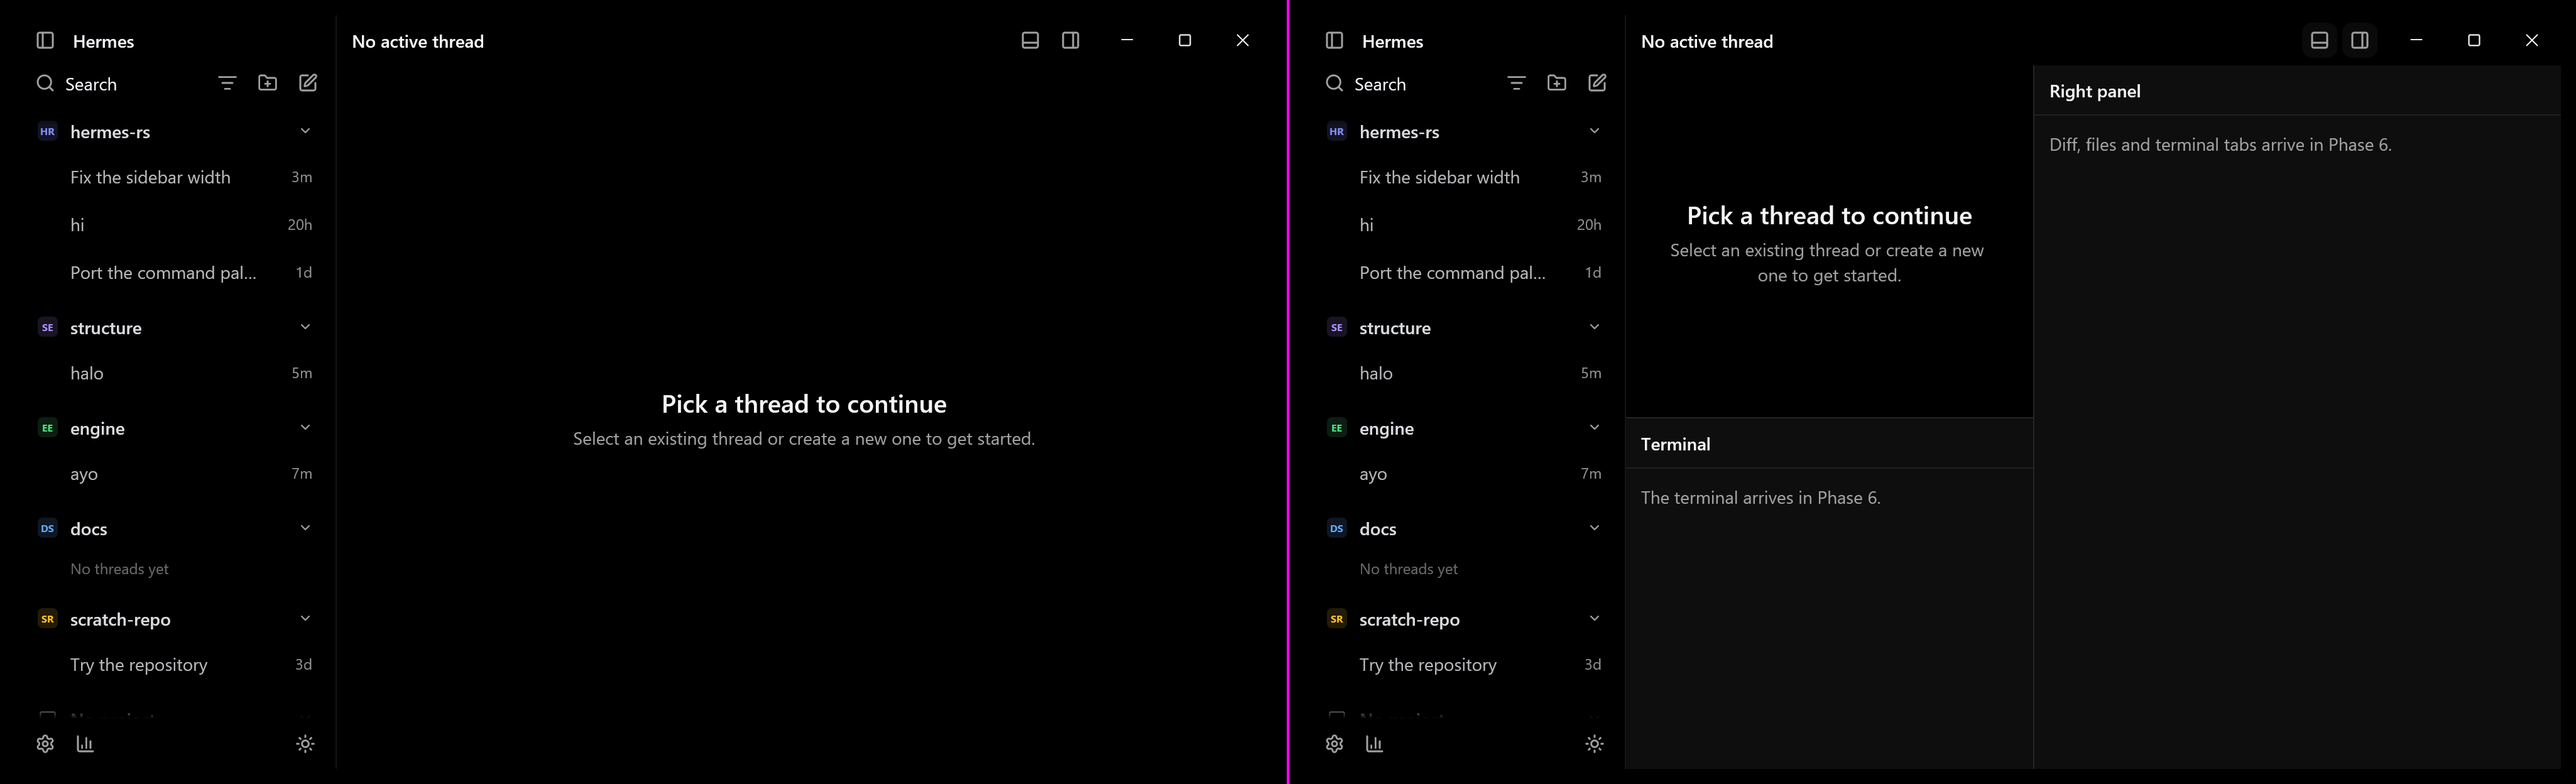 Hermes
No active thread
Search
HR hermes-rs
Fix the sidebar width 3m
hi 20h
Port the command pal... 1d
SE structure
halo 5m
EE engine
ayo 7m
DS docs
No threads yet
SR scratch-repo
Try the repository 3d
Pick a thread to continue
Select an existing thread or create a new one to get started.
Hermes
No active thread
Search
HR hermes-rs
Fix the sidebar width 3m
hi 20h
Port the command pal... 1d
SE structure
halo 5m
EE engine
ayo 7m
DS docs
No threads yet
SR scratch-repo
Try the repository 3d
Pick a thread to continue
Select an existing thread or create a new
one to get started.
Terminal
The terminal arrives in Phase 6.
Right panel
Diff, files and terminal tabs arrive in Phase 6.